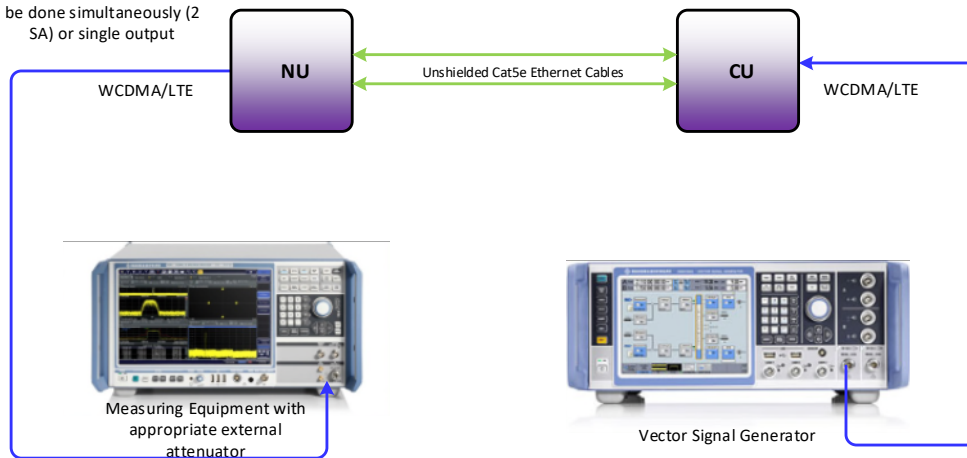 be done simultaneously (2
SA) or single output
NU
CU
Unshielded Cat5e Ethernet Cables
WCDMA/LTE
WCDMA/LTE
Measuring Equipment with
appropriate external
attenuator
Vector Signal Generator